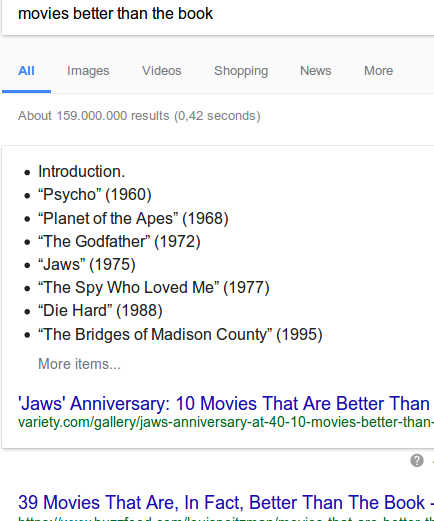 movies better than the book
All Images Videos Shopping News More
About 159.000.000 results (0,42 seconds)
• Introduction.
• “Psycho” (1960)
• “Planet of the Apes” (1968)
• “The Godfather” (1972)
• “Jaws” (1975)
• “The Spy Who Loved Me” (1977)
• “Die Hard” (1988)
• “The Bridges of Madison County” (1995)
More items...
'Jaws' Anniversary: 10 Movies That Are Better Than
variety.com/gallery/jaws-anniversary-at-40-10-movies-better-than-
39 Movies That Are, In Fact, Better Than The Book -